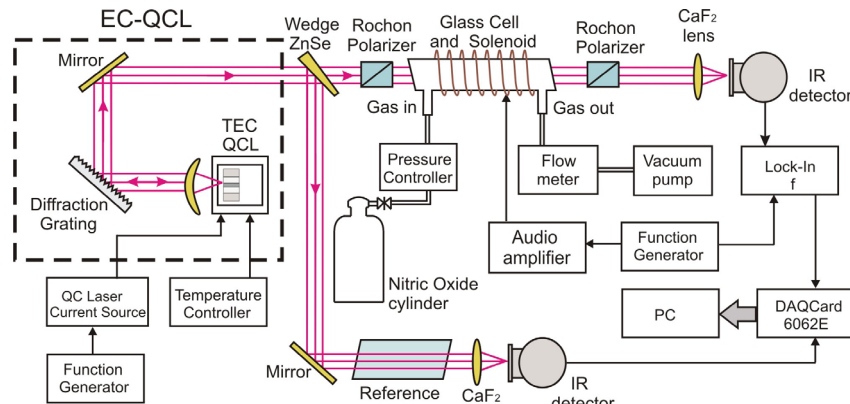 EC-QCL
Mirror
TEC
QCL
Diffraction
Grating
Wedge
ZnSe
Rochon
Polarizer
Glass Cell
and Solenoid
Rochon
Polarizer
CaF₂
lens
IR
detector
Gas in
Gas out
Pressure
Controller
Flow
meter
Vacuum
pump
Lock-In
f
Nitric Oxide
cylinder
Audio
amplifier
Function
Generator
QC Laser
Current Source
Temperature
Controller
PC
DAQCard
6062E
Function
Generator
Mirror
Reference
CaF₂
IR
detector